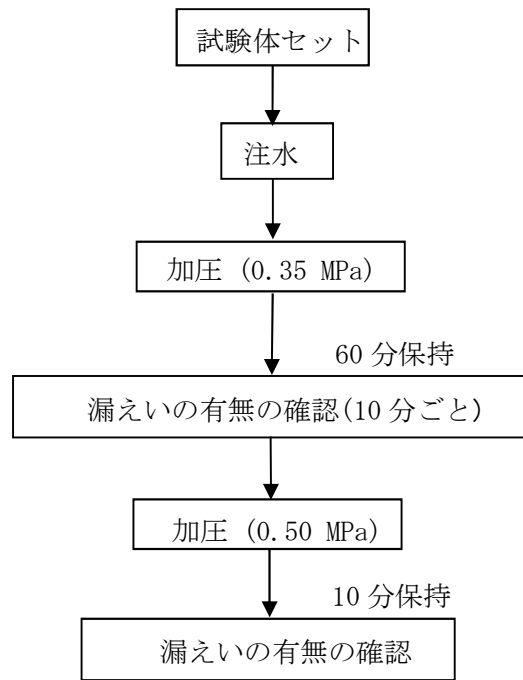 試験体セット
注水
加圧 (0.35 MPa)
60 分保持
漏えいの有無の確認(10 分ごと)
加圧 (0.50 MPa)
10 分保持
漏えいの有無の確認